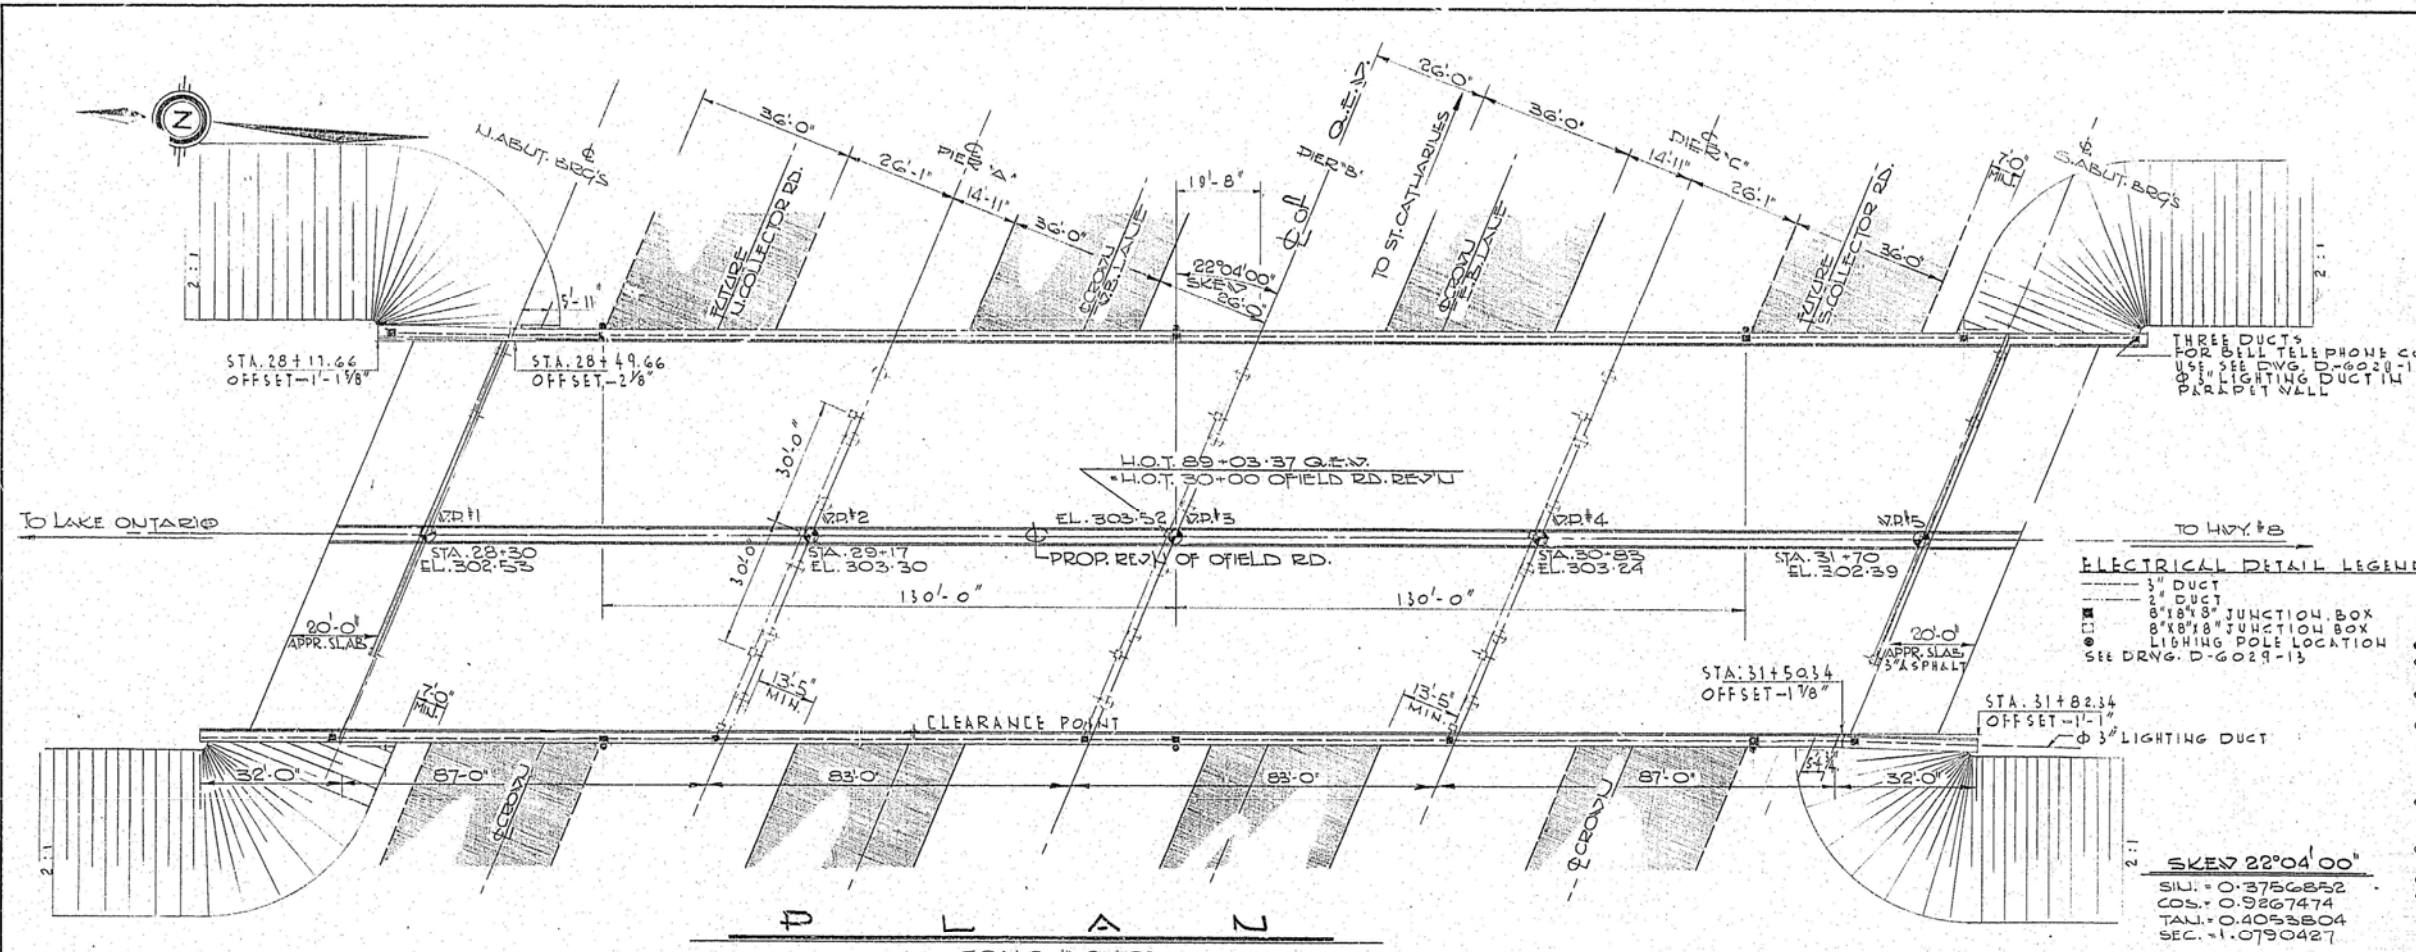 N
N. ABUT. BRG'S
36'-0"
26'-1"
PIER "A"
14'-11"
36'-0"
FUTURE
N. COLLECTOR RD.
CROWN
W.B. LANE
19'-8"
22°04'00"
SKEW
26'-0"
℄ OF Q.E.W.
PIER "B"
26'-0"
TO ST. CATHARINES
36'-0"
CROWN
E.B. LANE
PIER "C"
14'-11"
26'-1"
FUTURE
S. COLLECTOR RD.
36'-0"
7'-0"
MIN.
S. ABUT. BRG'S
2:1
2:1
5'-11"
STA. 28+17.66
OFFSET-1'-1 5/8"
STA. 28+49.66
OFFSET-2 1/8"
THREE DUCTS
FOR BELL TELEPHONE CO
USE, SEE DWG. D-6020-1
℄ 3" LIGHTING DUCT IN
PARAPET WALL
30'-0"
30'-0"
H.O.T. 89+03.37 Q.E.W.
=H.O.T. 30+00 OFIELD RD. REV'N
TO LAKE ONTARIO
W.P.#1
STA. 28+30
EL. 302.53
W.P.#2
STA. 29+17
EL. 303.30
℄
PROP. REV'N OF OFIELD RD.
EL. 303.52
W.P.#3
W.P.#4
STA. 30+83
EL. 303.24
W.P.#5
STA. 31+70
EL. 302.39
TO HWY. #8
130'-0"
130'-0"
ELECTRICAL DETAIL LEGEND
3" DUCT
2" DUCT
8"X8"X8" JUNCTION BOX
8"X8"X8" JUNCTION BOX
LIGHING POLE LOCATION
SEE DRWG. D-6029-13
20'-0"
APPR. SLAB.
20'-0"
APPR. SLAB
3" ASPHALT
7'-0"
MIN.
13'-5"
MIN.
13'-5"
MIN.
CLEARANCE POINT
STA. 31+50.34
OFFSET-1 7/8"
STA. 31+82.34
OFFSET-1'-1"
℄ 3" LIGHTING DUCT
32'-0"
87'-0"
83'-0"
83'-0"
87'-0"
32'-0"
℄ CROWN
℄ CROWN
2:1
2:1
PLAN
SKEW 22°04'00"
SIN. = 0.3756852
COS. = 0.9267474
TAN. = 0.4053804
SEC. = 1.0790427